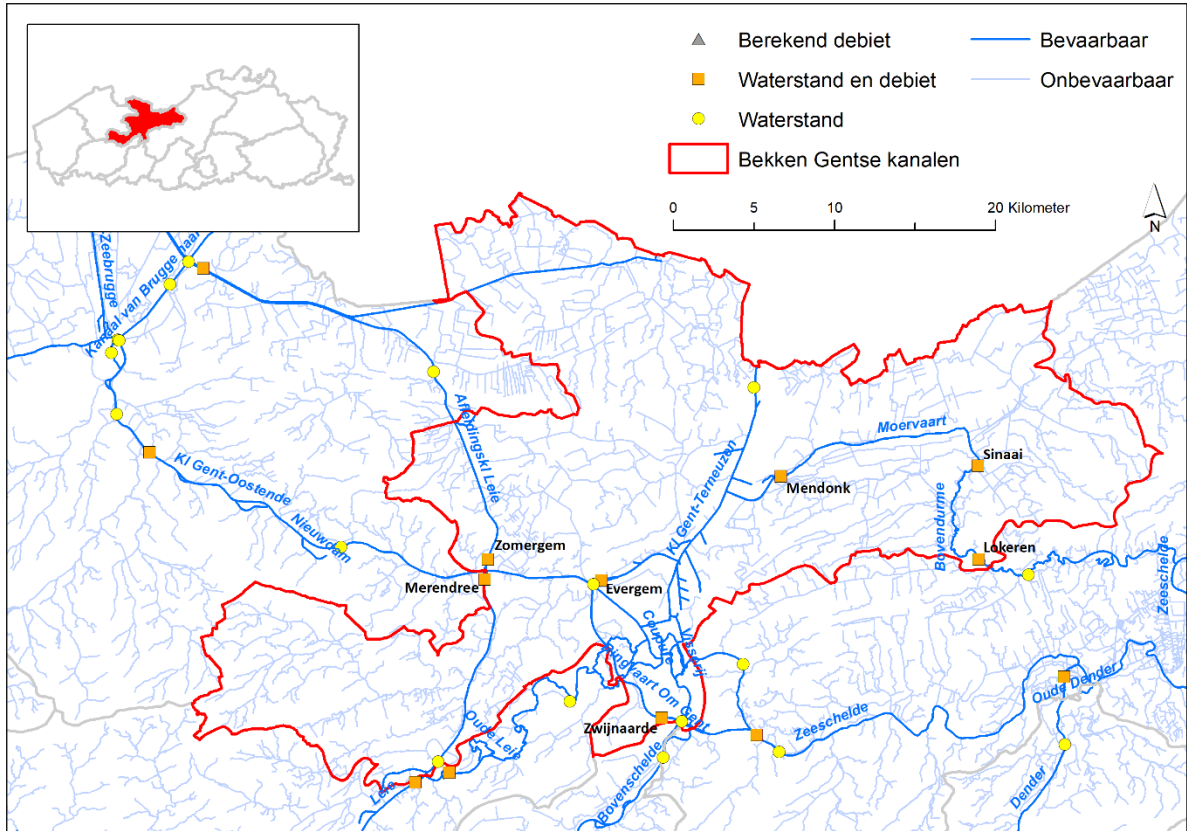 Berekend debiet
Waterstand en debiet
Waterstand
Bekken Gentse kanalen
Bevaarbaar
Onbevaarbaar
0 5 10 20 Kilometer
N
Zeebrugge
Kanaal van Brugge naar
Afleidingskl Leie
Kl Gent-Oostende
Nieuwdam
Moervaart
Sinaai
Mendonk
Kl Gent-Terneuzen
Bovendurme
Lokeren
Zeeschelde
Zomergem
Merendree
Evergem
Coupure
Visserij
Ringvaart Om Gent
Oude Leie
Leie
Zwijnaarde
Bovenschelde
Zeeschelde
Oude Dender
Dender